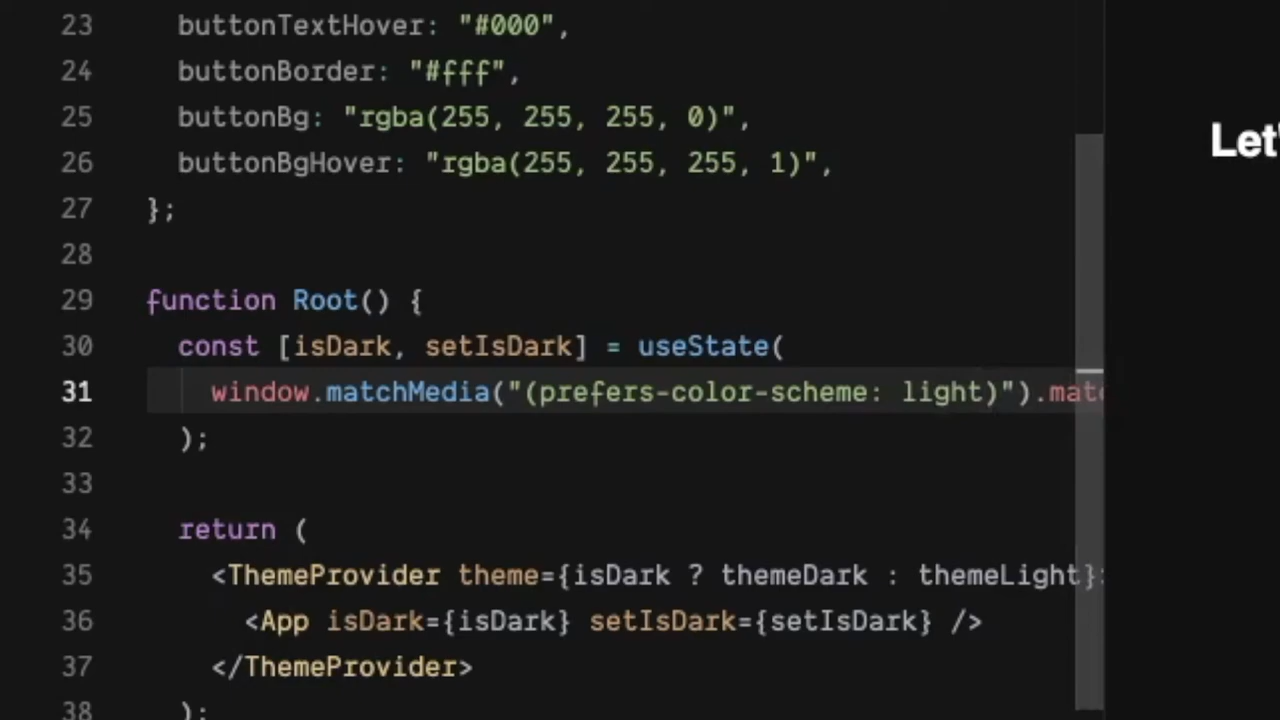 23 buttonTextHover: "#000",
24 buttonBorder: "#fff",
25 buttonBg: "rgba(255, 255, 255, 0)",
26 buttonBgHover: "rgba(255, 255, 255, 1)",
27 };
28
29 function Root() {
30 const [isDark, setIsDark] = useState(
31 window.matchMedia("(prefers-color-scheme: light)").matc
32 );
33
34 return (
35 <ThemeProvider theme={isDark ? themeDark : themeLight}
36 <App isDark={isDark} setIsDark={setIsDark} />
37 </ThemeProvider>
38 );
Let'